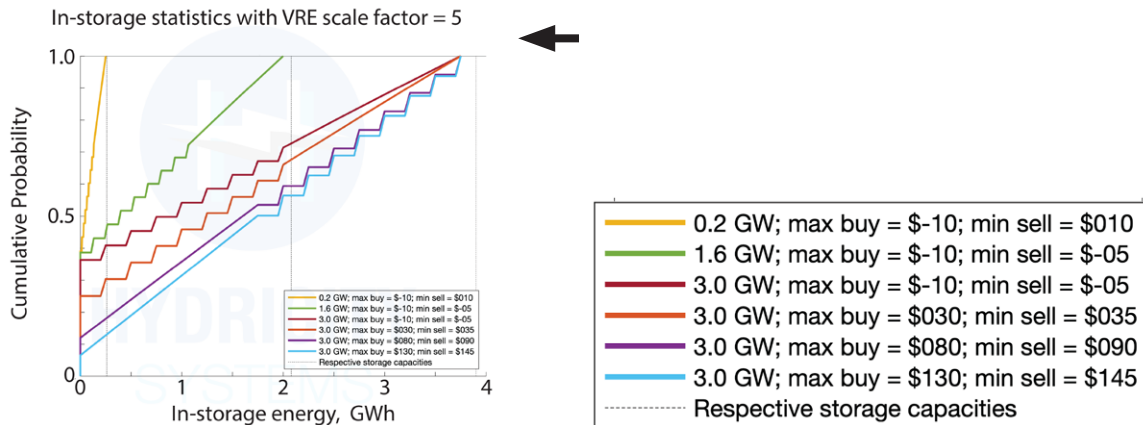 In-storage statistics with VRE scale factor = 5
1.0
0.5
0
Cumulative Probability
0.2 GW; max buy = $-10; min sell = $010
1.6 GW; max buy = $-10; min sell = $-05
3.0 GW; max buy = $-10; min sell = $-05
3.0 GW; max buy = $030; min sell = $035
3.0 GW; max buy = $080; min sell = $090
3.0 GW; max buy = $130; min sell = $145
Respective storage capacities
SYSTEMS
0 1 2 3 4
In-storage energy, GWh
0.2 GW; max buy = $-10; min sell = $010
1.6 GW; max buy = $-10; min sell = $-05
3.0 GW; max buy = $-10; min sell = $-05
3.0 GW; max buy = $030; min sell = $035
3.0 GW; max buy = $080; min sell = $090
3.0 GW; max buy = $130; min sell = $145
Respective storage capacities